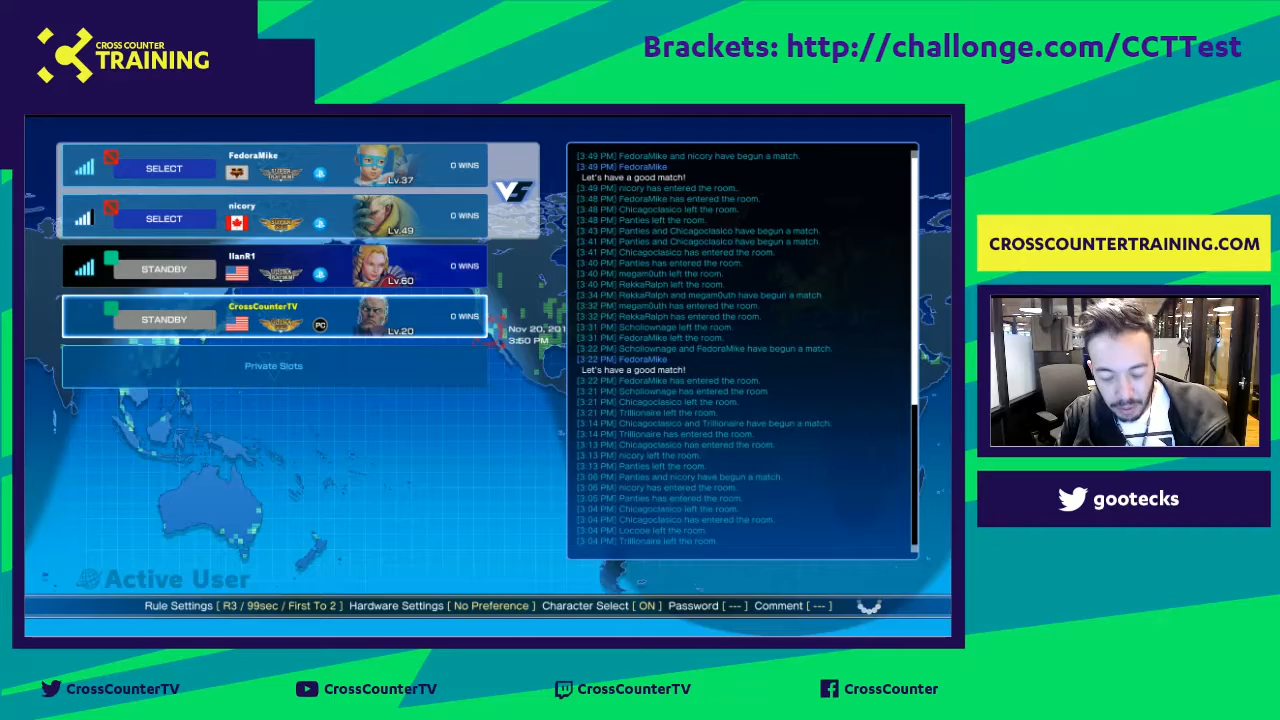 CROSS COUNTER
TRAINING
Brackets: http://challonge.com/CCTTest
SELECT
FedoraMike
Lv.37
0 WINS
SELECT
nicory
Lv.49
0 WINS
VS
STANDBY
IlanR1
Lv.60
0 WINS
STANDBY
CrossCounterTV
PC
Lv.20
0 WINS
Private Slots
Nov 20, 201
3:50 PM
[3:49 PM] FedoraMike and nicory have begun a match.
[3:49 PM] FedoraMike
Let's have a good match!
[3:49 PM] nicory has entered the room.
[3:48 PM] FedoraMike has entered the room.
[3:48 PM] Chicagoclasico left the room.
[3:48 PM] Panties left the room.
[3:43 PM] Panties and Chicagoclasico have begun a match.
[3:41 PM] Panties and Chicagoclasico have begun a match.
[3:41 PM] Chicagoclasico has entered the room.
[3:40 PM] Panties has entered the room.
[3:40 PM] megam0uth left the room.
[3:40 PM] RekkaRalph left the room.
[3:34 PM] RekkaRalph and megam0uth have begun a match.
[3:32 PM] megam0uth has entered the room.
[3:32 PM] RekkaRalph has entered the room.
[3:31 PM] Schollownage left the room.
[3:31 PM] FedoraMike left the room.
[3:22 PM] Schollownage and FedoraMike have begun a match.
[3:22 PM] FedoraMike
Let's have a good match!
[3:22 PM] FedoraMike has entered the room.
[3:21 PM] Schollownage has entered the room
[3:21 PM] Chicagoclasico left the room.
[3:21 PM] Trillionaire left the room.
[3:14 PM] Chicagoclasico and Trillionaire have begun a match.
[3:14 PM] Trillionaire has entered the room.
[3:13 PM] Chicagoclasico has entered the room.
[3:13 PM] nicory left the room.
[3:13 PM] Panties left the room.
[3:06 PM] Panties and nicory have begun a match.
[3:06 PM] nicory has entered the room.
[3:05 PM] Panties has entered the room.
[3:04 PM] Chicagoclasico left the room.
[3:04 PM] Chicagoclasico has entered the room.
[3:04 PM] Locooe left the room.
[3:04 PM] Trillionaire left the room.
Active User
Rule Settings [ R3 / 99sec / First To 2 ] Hardware Settings [ No Preference ] Character Select [ ON ] Password [ --- ] Comment [ --- ]
CROSSCOUNTERTRAINING.COM
gootecks
CrossCounterTV
CrossCounterTV
CrossCounterTV
CrossCounter